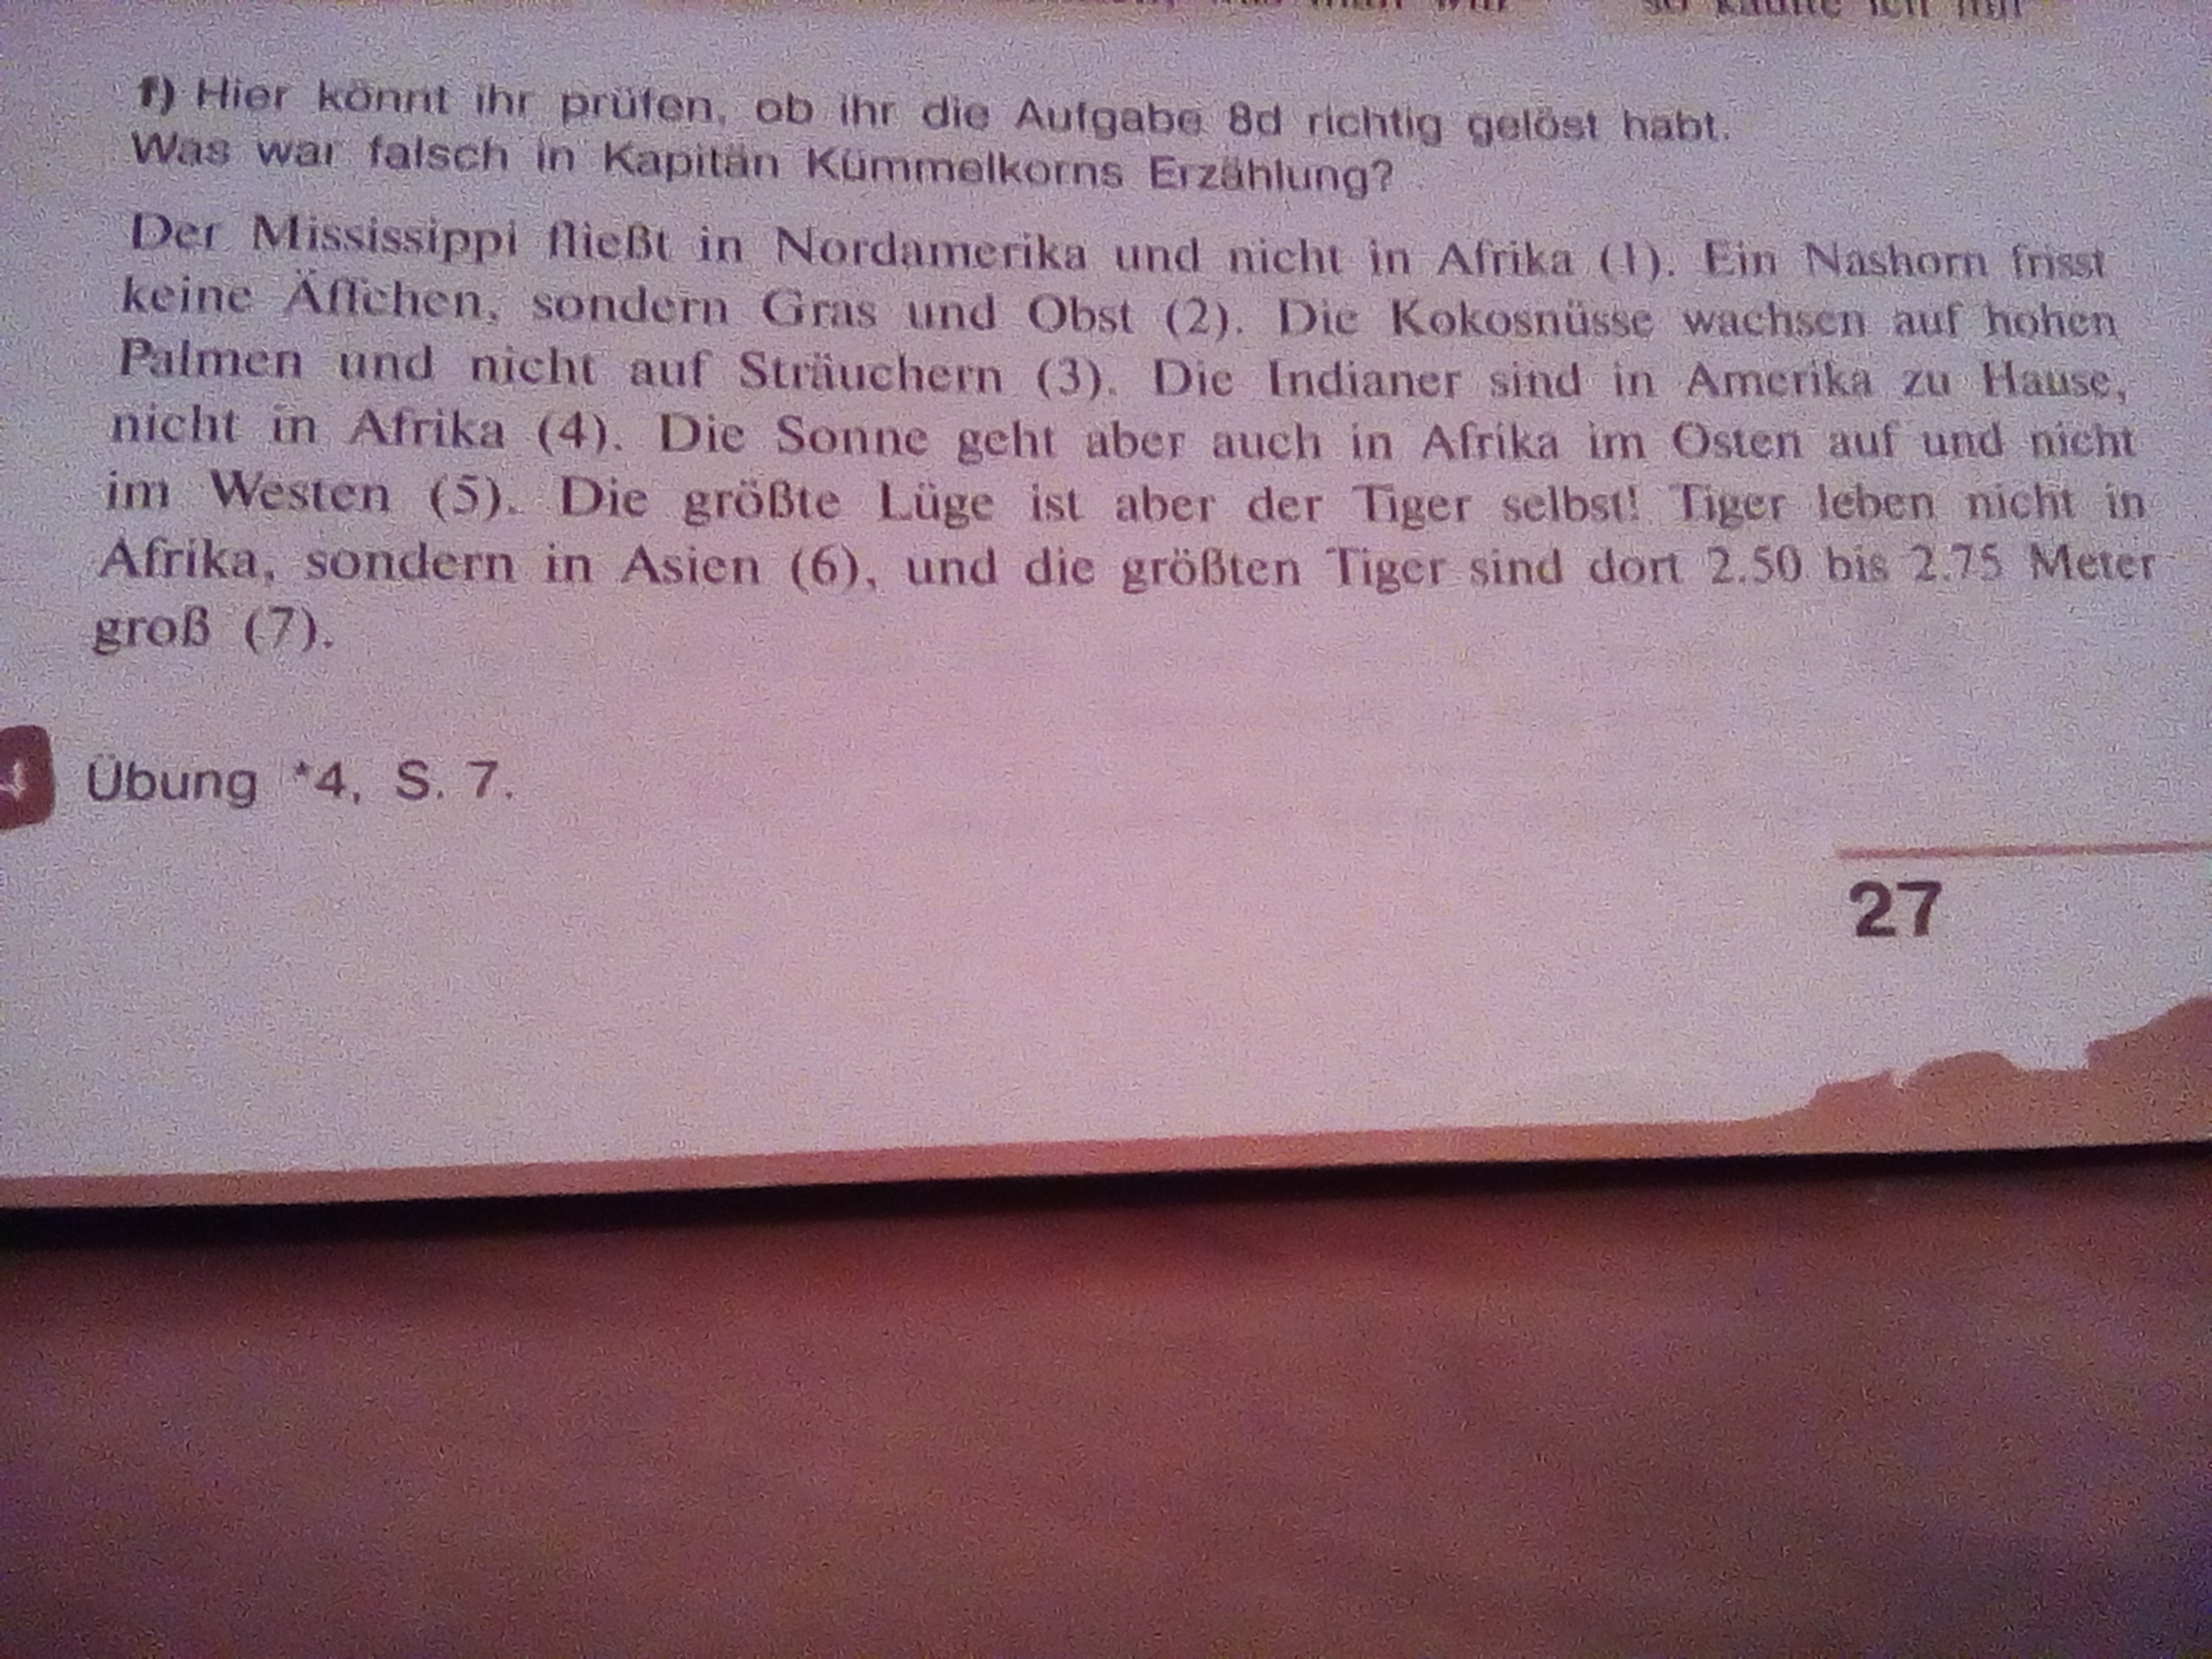 so kaufte ich mir
f) Hier könnt ihr prüfen, ob ihr die Aufgabe 8d richtig gelöst habt.
Was war falsch in Kapitän Kümmelkorns Erzählung?
Der Mississippi fließt in Nordamerika und nicht in Afrika (1). Ein Nashorn frisst
keine Äffchen, sondern Gras und Obst (2). Die Kokosnüsse wachsen auf hohen
Palmen und nicht auf Sträuchern (3). Die Indianer sind in Amerika zu Hause,
nicht in Afrika (4). Die Sonne geht aber auch in Afrika im Osten auf und nicht
im Westen (5). Die größte Lüge ist aber der Tiger selbst! Tiger leben nicht in
Afrika, sondern in Asien (6), und die größten Tiger sind dort 2.50 bis 2.75 Meter
groß (7).
Übung *4, S. 7.
27